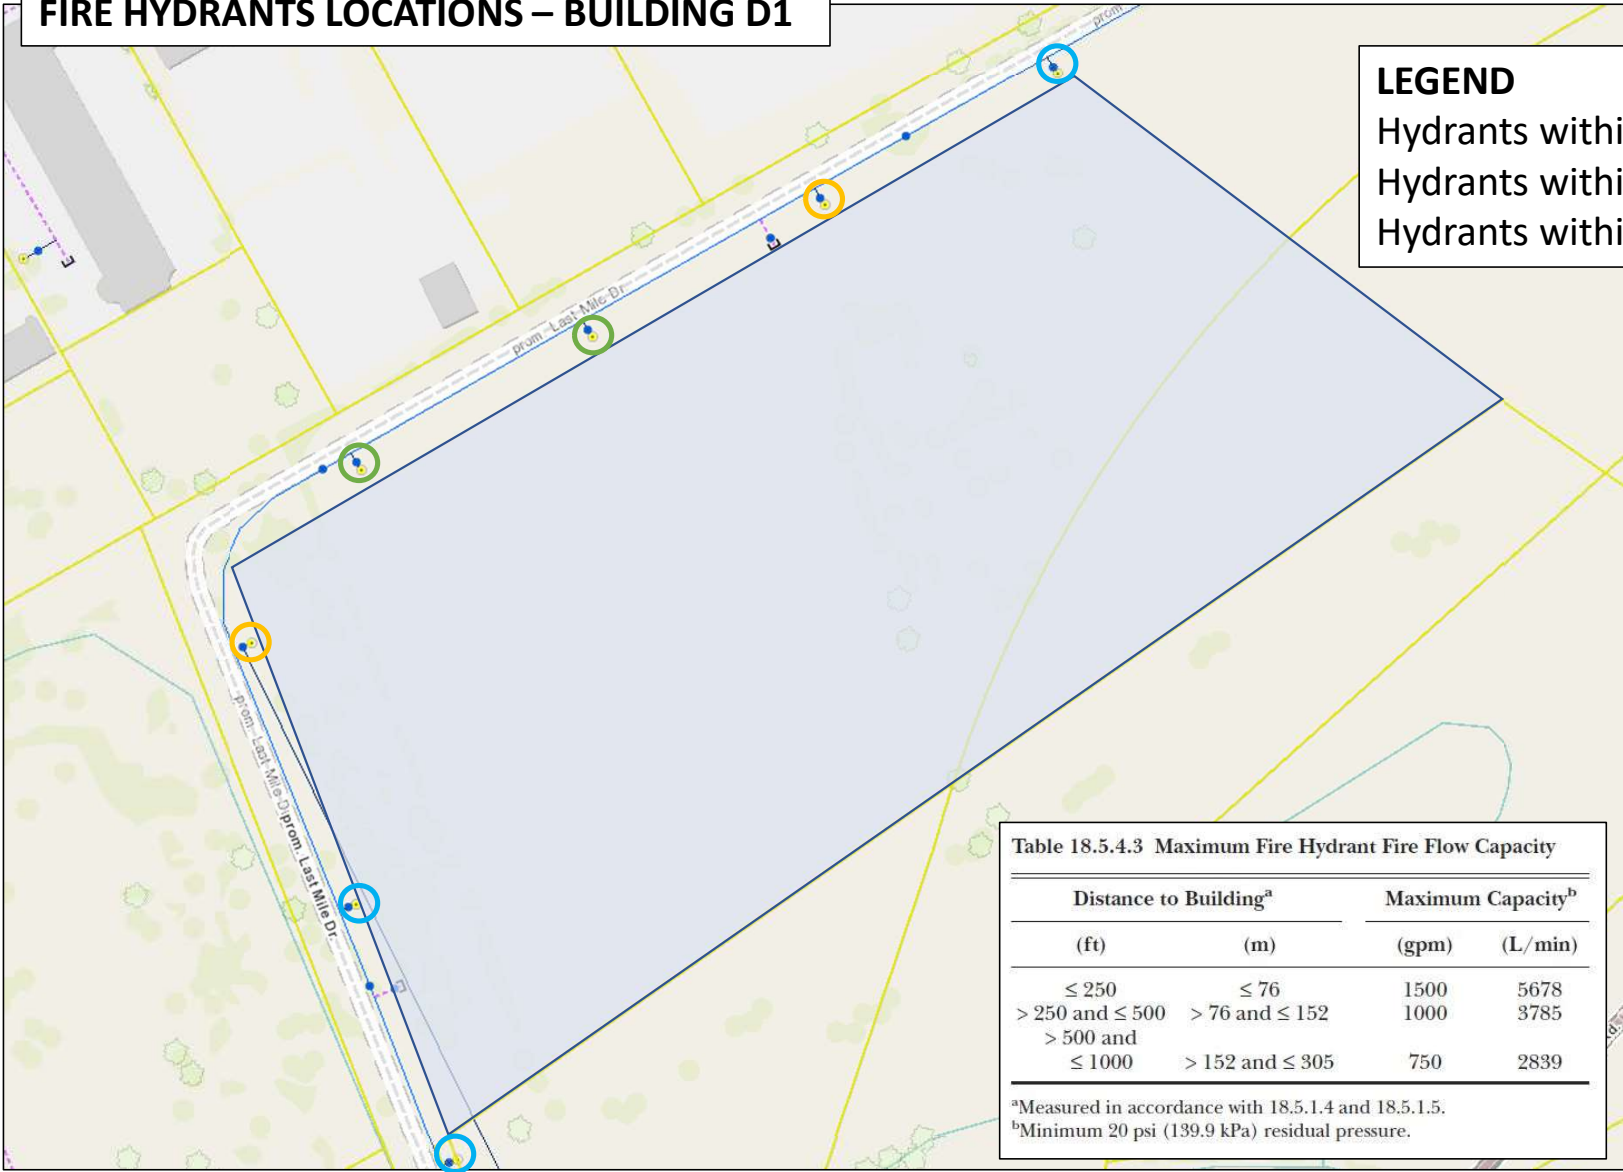 FIRE HYDRANTS LOCATIONS – BUILDING D1
prom
LEGEND
Hydrants withi
Hydrants withi
Hydrants withi
prom Last Mile Dr
prom Last Mile D
prom. Last Mile Dr.
Table 18.5.4.3 Maximum Fire Hydrant Fire Flow Capacity
Distance to Buildingᵃ Maximum Capacityᵇ
(ft) (m) (gpm) (L/min)
≤ 250 ≤ 76 1500 5678
> 250 and ≤ 500 > 76 and ≤ 152 1000 3785
> 500 and
≤ 1000 > 152 and ≤ 305 750 2839
ᵃMeasured in accordance with 18.5.1.4 and 18.5.1.5.
ᵇMinimum 20 psi (139.9 kPa) residual pressure.